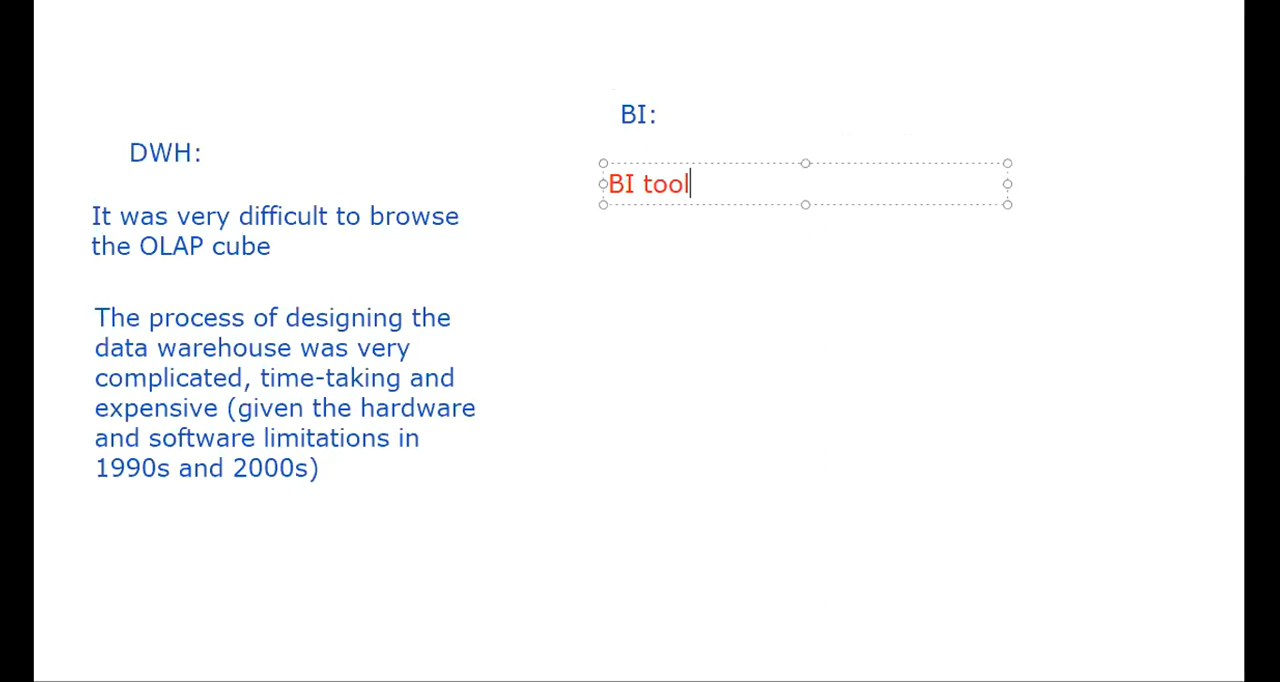 DWH:
It was very difficult to browse
the OLAP cube
The process of designing the
data warehouse was very
complicated, time-taking and
expensive (given the hardware
and software limitations in
1990s and 2000s)
BI:
BI tool